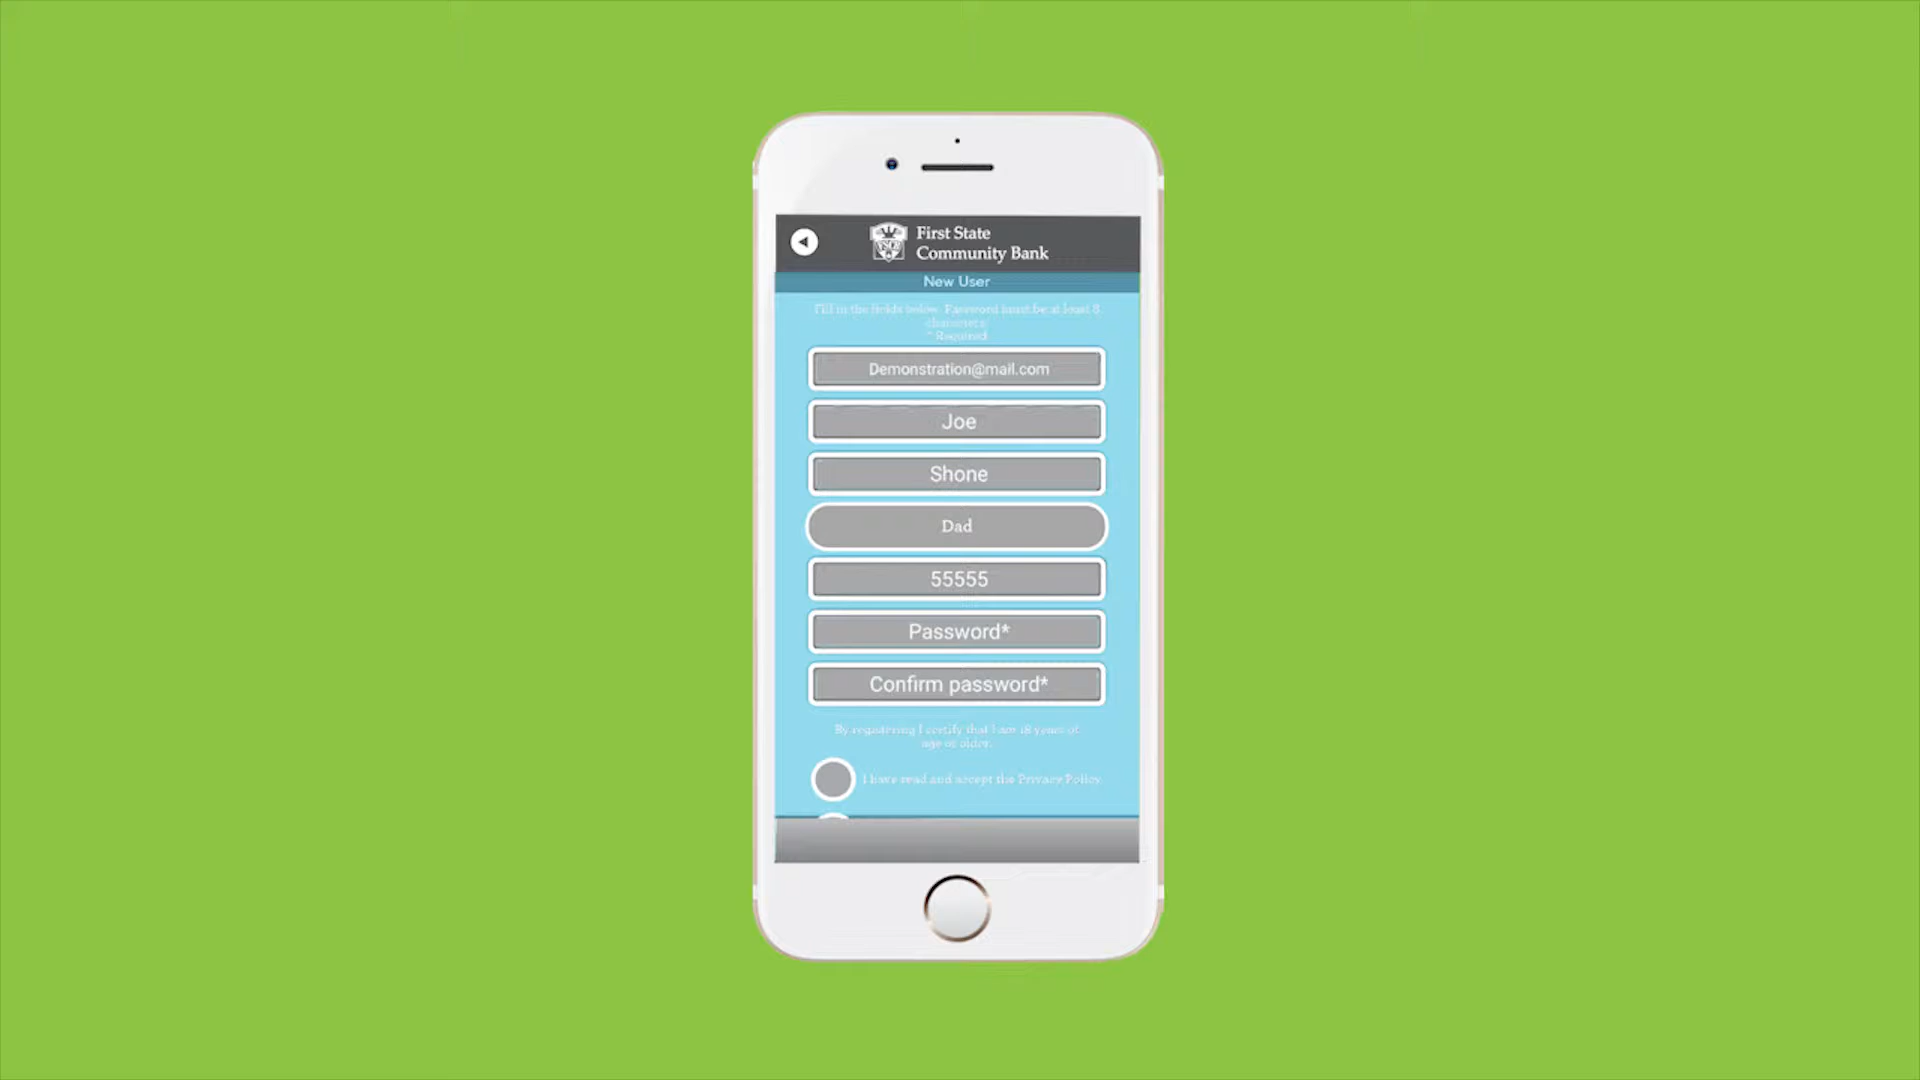 First State
Community Bank
FSCB
New User
Fill in the fields below. Password must be at least 8
characters.
* Required
Demonstration@mail.com
Joe
Shone
Dad
55555
Password*
Confirm password*
By registering I certify that I am 18 years of
age or older.
I have read and accept the Privacy Policy